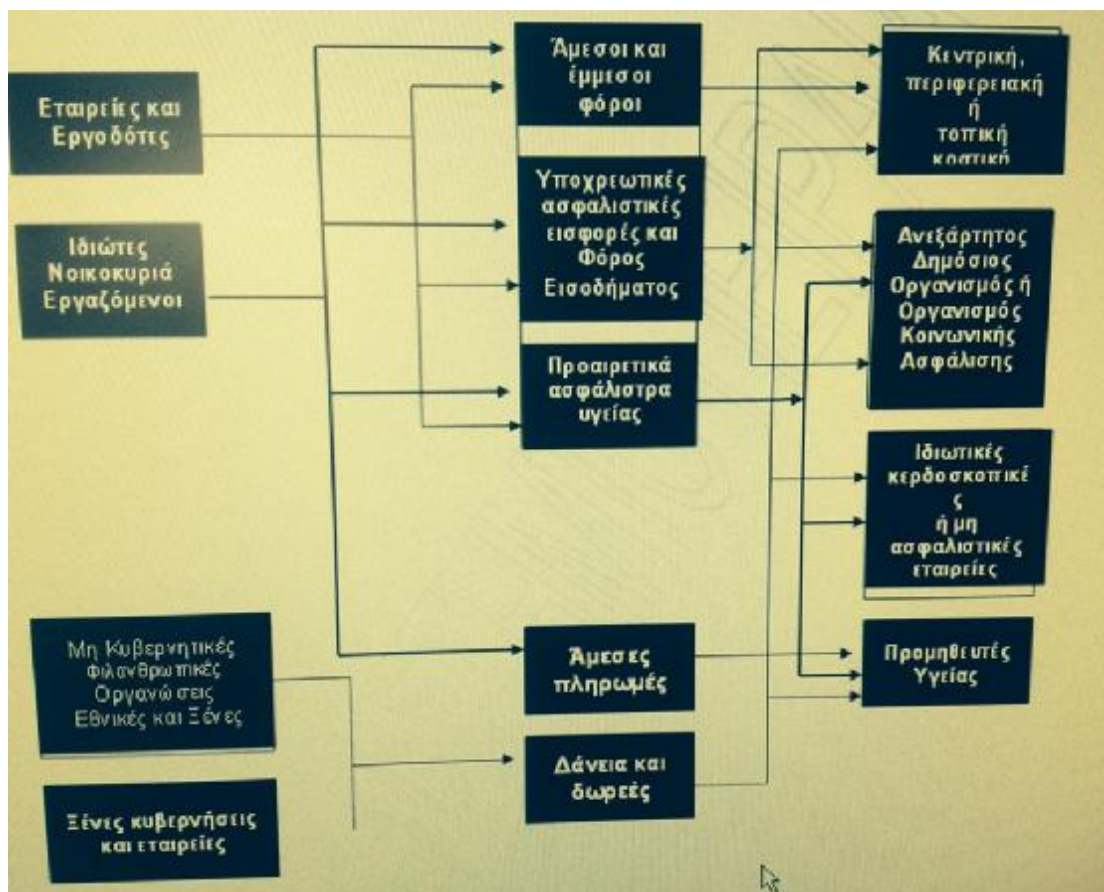 Εταιρείες και
Εργοδότες
Ιδιώτες
Νοικοκυριά
Εργαζόμενοι
Μη Κυβερνητικές
Φιλανθρωπικές
Οργανώσεις
Εθνικές και Ξένες
Ξένες κυβερνήσεις
και εταιρείες
Άμεσοι και
έμμεσοι
φόροι
Υποχρεωτικές
ασφαλιστικές
εισφορές και
Φόρος
Εισοδήματος
Προαιρετικά
ασφάλιστρα
υγείας
Άμεσες
πληρωμές
Δάνεια και
δωρεές
Κεντρική,
περιφερειακή
ή
τοπική
Ανεξάρτητος
Δημόσιος
Οργανισμός ή
Οργανισμός
Κοινωνικής
Ασφάλισης
Ιδιωτικές
κερδοσκοπικέ
ς
ή μη
ασφαλιστικές
εταιρείες
Προμηθευτές
Υγείας